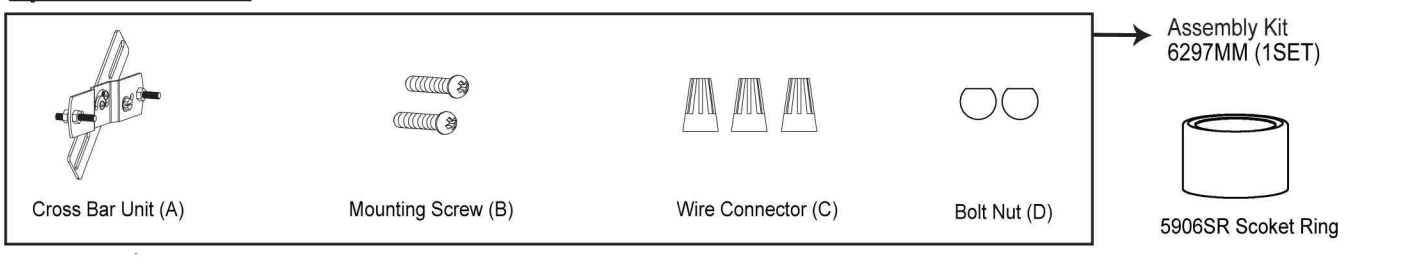 Assembly Kit
6297MM (1SET)
Cross Bar Unit (A)
Mounting Screw (B)
Wire Connector (C)
Bolt Nut (D)
5906SR Scoket Ring